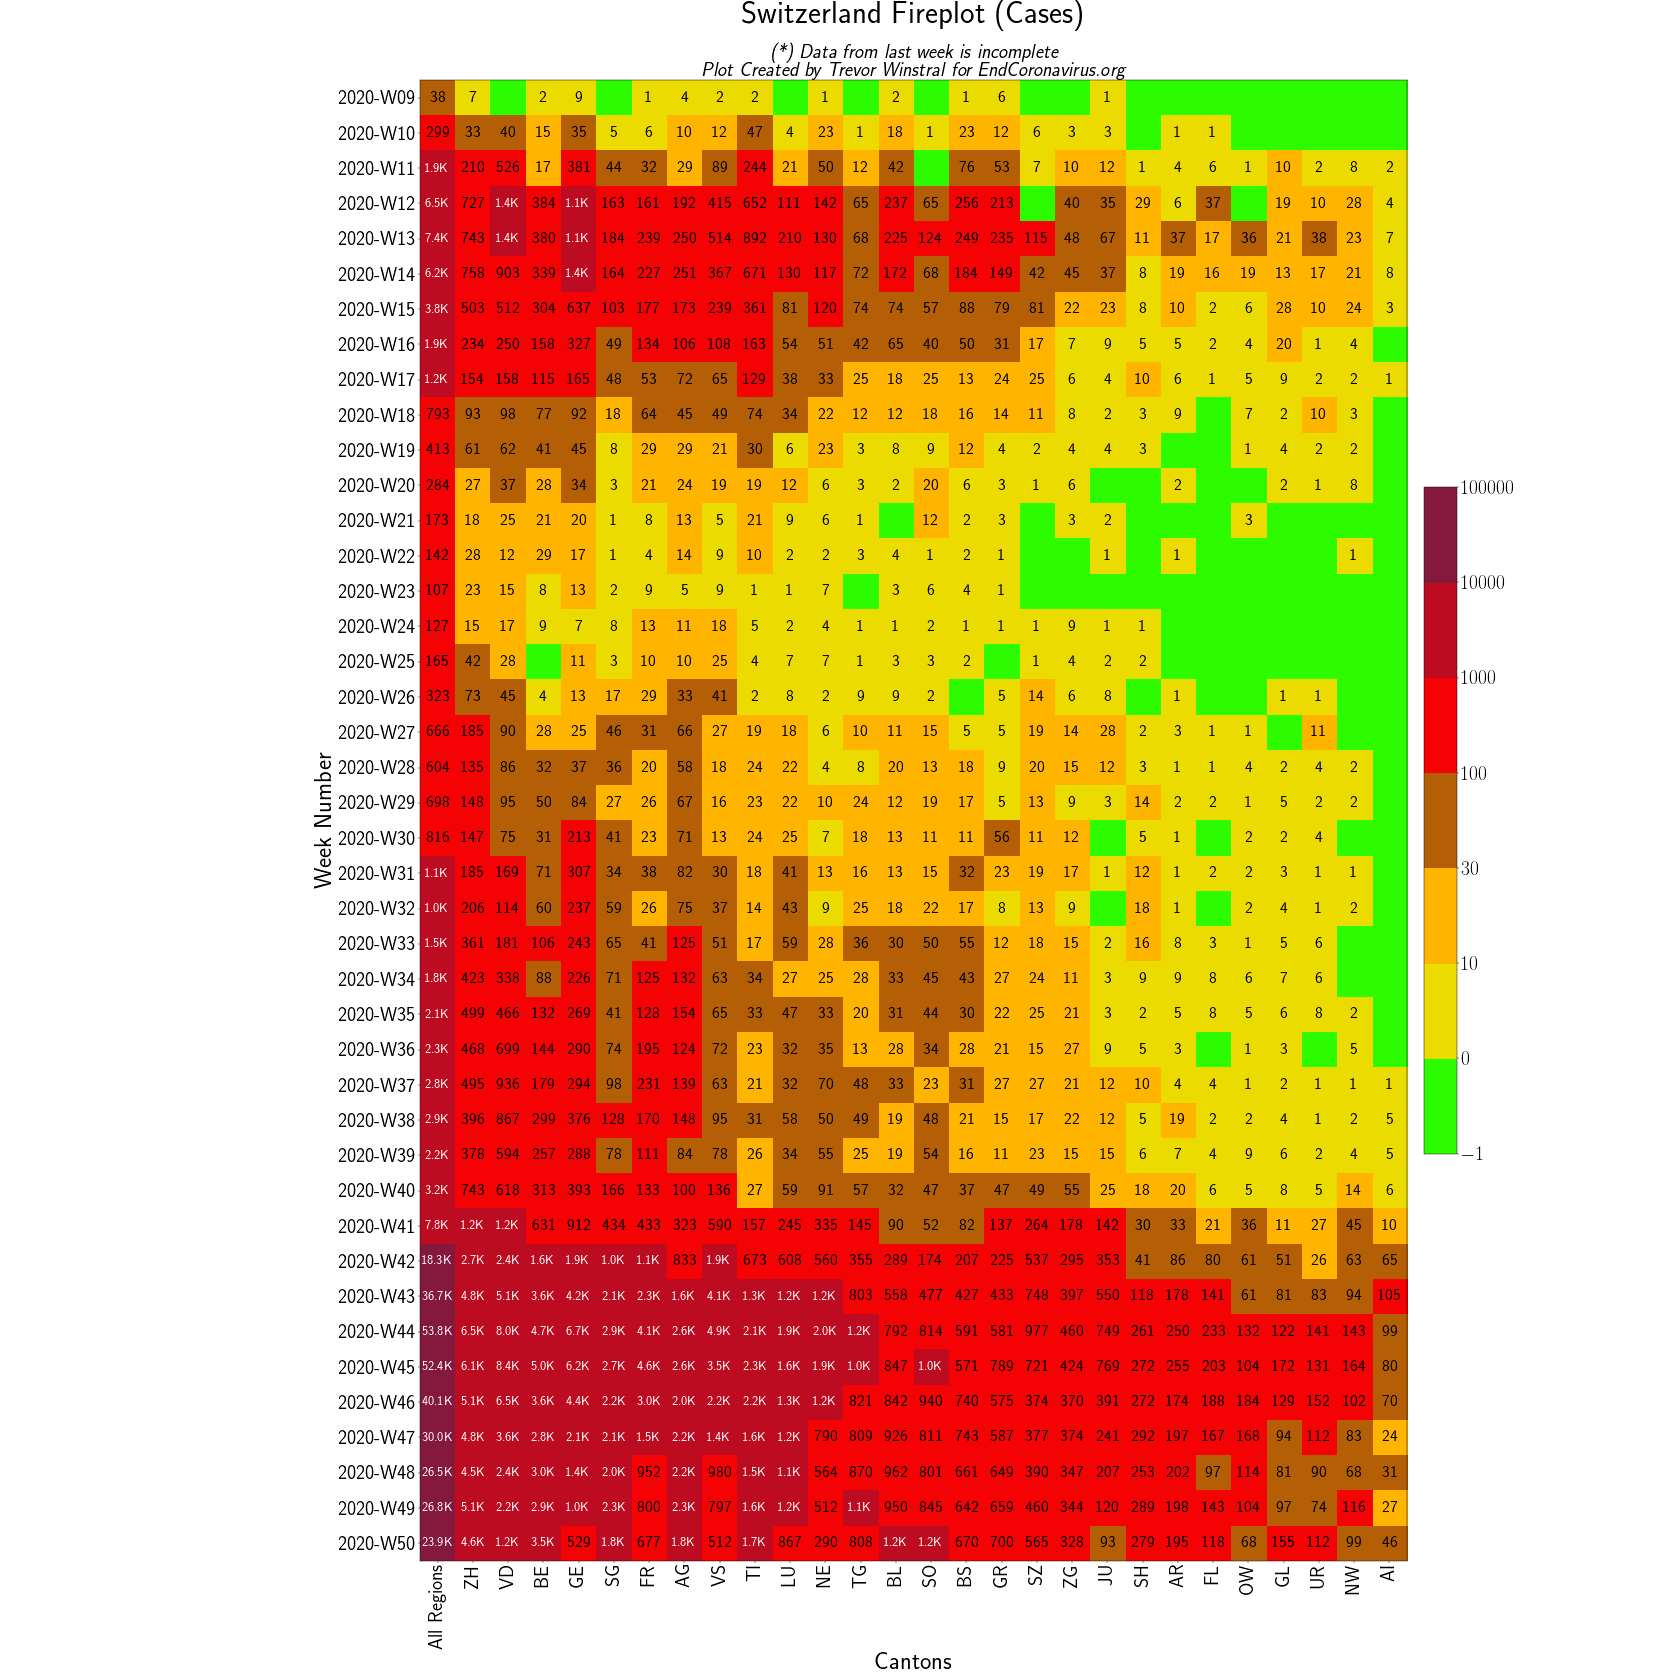 Switzerland Fireplot (Cases)
(*) Data from last week is incomplete
Plot Created by Trevor Winstral for EndCoronavirus.org
2020-W09 38 7 2 9 1 4 2 2 1 2 1 6 1
2020-W10 299 33 40 15 35 5 6 10 12 47 4 23 1 18 1 23 12 6 3 3 1 1
2020-W11 1.9K 210 526 17 381 44 32 29 89 244 21 50 12 42 76 53 7 10 12 1 4 6 1 10 2 8 2
2020-W12 6.5K 727 1.4K 384 1.1K 163 161 192 415 652 111 142 65 237 65 256 213 40 35 29 6 37 19 10 28 4
2020-W13 7.4K 743 1.4K 380 1.1K 184 239 250 514 892 210 130 68 225 124 249 235 115 48 67 11 37 17 36 21 38 23 7
2020-W14 6.2K 758 903 339 1.4K 164 227 251 367 671 130 117 72 172 68 184 149 42 45 37 8 19 16 19 13 17 21 8
2020-W15 3.8K 503 512 304 637 103 177 173 239 361 81 120 74 74 57 88 79 81 22 23 8 10 2 6 28 10 24 3
2020-W16 1.9K 234 250 158 327 49 134 106 108 163 54 51 42 65 40 50 31 17 7 9 5 5 2 4 20 1 4
2020-W17 1.2K 154 158 115 165 48 53 72 65 129 38 33 25 18 25 13 24 25 6 4 10 6 1 5 9 2 2 1
2020-W18 793 93 98 77 92 18 64 45 49 74 34 22 12 12 18 16 14 11 8 2 3 9 7 2 10 3
2020-W19 413 61 62 41 45 8 29 29 21 30 6 23 3 8 9 12 4 2 4 4 3 1 4 2 2
2020-W20 284 27 37 28 34 3 21 24 19 19 12 6 3 2 20 6 3 1 6 2 2 1 8
2020-W21 173 18 25 21 20 1 8 13 5 21 9 6 1 12 2 3 3 2 3
2020-W22 142 28 12 29 17 1 4 14 9 10 2 2 3 4 1 2 1 1 1 1
2020-W23 107 23 15 8 13 2 9 5 9 1 1 7 3 6 4 1
2020-W24 127 15 17 9 7 8 13 11 18 5 2 4 1 1 2 1 1 1 9 1 1
2020-W25 165 42 28 11 3 10 10 25 4 7 7 1 3 3 2 1 4 2 2
2020-W26 323 73 45 4 13 17 29 33 41 2 8 2 9 9 2 5 14 6 8 1 1 1
2020-W27 666 185 90 28 25 46 31 66 27 19 18 6 10 11 15 5 5 19 14 28 2 3 1 1 11
2020-W28 604 135 86 32 37 36 20 58 18 24 22 4 8 20 13 18 9 20 15 12 3 1 1 4 2 4 2
2020-W29 698 148 95 50 84 27 26 67 16 23 22 10 24 12 19 17 5 13 9 3 14 2 2 1 5 2 2
2020-W30 816 147 75 31 213 41 23 71 13 24 25 7 18 13 11 11 56 11 12 5 1 2 2 4
2020-W31 1.1K 185 169 71 307 34 38 82 30 18 41 13 16 13 15 32 23 19 17 1 12 1 2 2 3 1 1
2020-W32 1.0K 206 114 60 237 59 26 75 37 14 43 9 25 18 22 17 8 13 9 18 1 2 4 1 2
2020-W33 1.5K 361 181 106 243 65 41 125 51 17 59 28 36 30 50 55 12 18 15 2 16 8 3 1 5 6
2020-W34 1.8K 423 338 88 226 71 125 132 63 34 27 25 28 33 45 43 27 24 11 3 9 9 8 6 7 6
2020-W35 2.1K 499 466 132 269 41 128 154 65 33 47 33 20 31 44 30 22 25 21 3 2 5 8 5 6 8 2
2020-W36 2.3K 468 699 144 290 74 195 124 72 23 32 35 13 28 34 28 21 15 27 9 5 3 1 3 5
2020-W37 2.8K 495 936 179 294 98 231 139 63 21 32 70 48 33 23 31 27 27 21 12 10 4 4 1 2 1 1 1
2020-W38 2.9K 396 867 299 376 128 170 148 95 31 58 50 49 19 48 21 15 17 22 12 5 19 2 2 4 1 2 5
2020-W39 2.2K 378 594 257 288 78 111 84 78 26 34 55 25 19 54 16 11 23 15 15 6 7 4 9 6 2 4 5
2020-W40 3.2K 743 618 313 393 166 133 100 136 27 59 91 57 32 47 37 47 49 55 25 18 20 6 5 8 5 14 6
2020-W41 7.8K 1.2K 1.2K 631 912 434 433 323 590 157 245 335 145 90 52 82 137 264 178 142 30 33 21 36 11 27 45 10
2020-W42 18.3K 2.7K 2.4K 1.6K 1.9K 1.0K 1.1K 833 1.9K 673 608 560 355 289 174 207 225 537 295 353 41 86 80 61 51 26 63 65
2020-W43 36.7K 4.8K 5.1K 3.6K 4.2K 2.1K 2.3K 1.6K 4.1K 1.3K 1.2K 1.2K 803 558 477 427 433 748 397 550 118 178 141 61 81 83 94 105
2020-W44 53.8K 6.5K 8.0K 4.7K 6.7K 2.9K 4.1K 2.6K 4.9K 2.1K 1.9K 2.0K 1.2K 792 814 591 581 977 460 749 261 250 233 132 122 141 143 99
2020-W45 52.4K 6.1K 8.4K 5.0K 6.2K 2.7K 4.6K 2.6K 3.5K 2.3K 1.6K 1.9K 1.0K 847 1.0K 571 789 721 424 769 272 255 203 104 172 131 164 80
2020-W46 40.1K 5.1K 6.5K 3.6K 4.4K 2.2K 3.0K 2.0K 2.2K 2.2K 1.3K 1.2K 821 842 940 740 575 374 370 391 272 174 188 184 129 152 102 70
2020-W47 30.0K 4.8K 3.6K 2.8K 2.1K 2.1K 1.5K 2.2K 1.4K 1.6K 1.2K 790 809 926 811 743 587 377 374 241 292 197 167 168 94 112 83 24
2020-W48 26.5K 4.5K 2.4K 3.0K 1.4K 2.0K 952 2.2K 980 1.5K 1.1K 564 870 962 801 661 649 390 347 207 253 202 97 114 81 90 68 31
2020-W49 26.8K 5.1K 2.2K 2.9K 1.0K 2.3K 800 2.3K 797 1.6K 1.2K 512 1.1K 950 845 642 659 460 344 120 289 198 143 104 97 74 116 27
2020-W50 23.9K 4.6K 1.2K 3.5K 529 1.8K 677 1.8K 512 1.7K 867 290 808 1.2K 1.2K 670 700 565 328 93 279 195 118 68 155 112 99 46
All Regions ZH VD BE GE SG FR AG VS TI LU NE TG BL SO BS GR SZ ZG JU SH AR FL OW GL UR NW AI
Cantons
Week Number
100000
10000
1000
100
30
10
0
−1